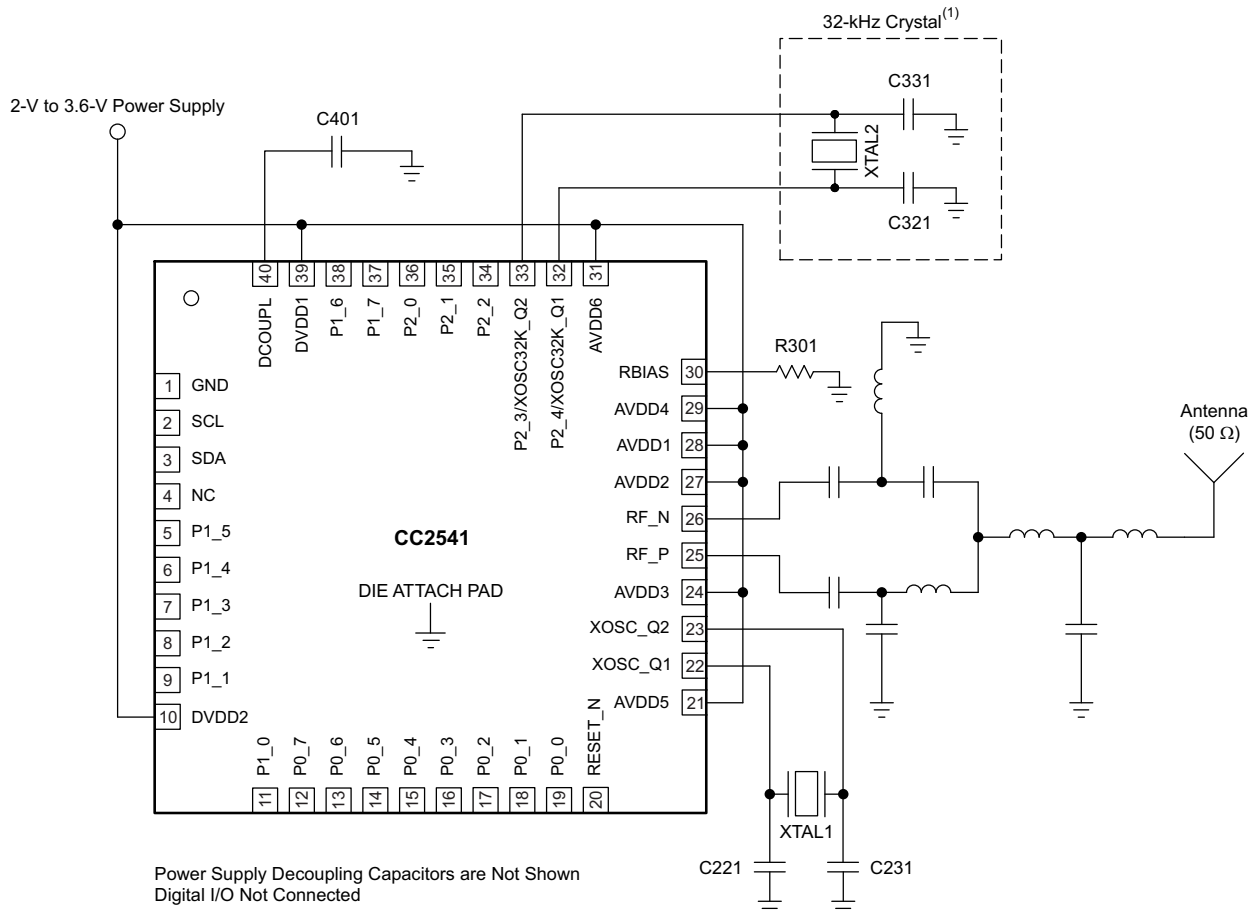 32-kHz Crystal(1)
2-V to 3.6-V Power Supply
C401
C331
XTAL2
C321
40
39
38
37
36
35
34
33
32
31
DCOUPL
DVDD1
P1_6
P1_7
P2_0
P2_1
P2_2
P2_3/XOSC32K_Q2
P2_4/XOSC32K_Q1
AVDD6
1 GND
2 SCL
3 SDA
4 NC
5 P1_5
6 P1_4
7 P1_3
8 P1_2
9 P1_1
10 DVDD2
CC2541
DIE ATTACH PAD
RBIAS 30
AVDD4 29
AVDD1 28
AVDD2 27
RF_N 26
RF_P 25
AVDD3 24
XOSC_Q2 23
XOSC_Q1 22
AVDD5 21
R301
Antenna
(50 Ω)
P1_0
P0_7
P0_6
P0_5
P0_4
P0_3
P0_2
P0_1
P0_0
RESET_N
11
12
13
14
15
16
17
18
19
20
XTAL1
C221
C231
Power Supply Decoupling Capacitors are Not Shown
Digital I/O Not Connected